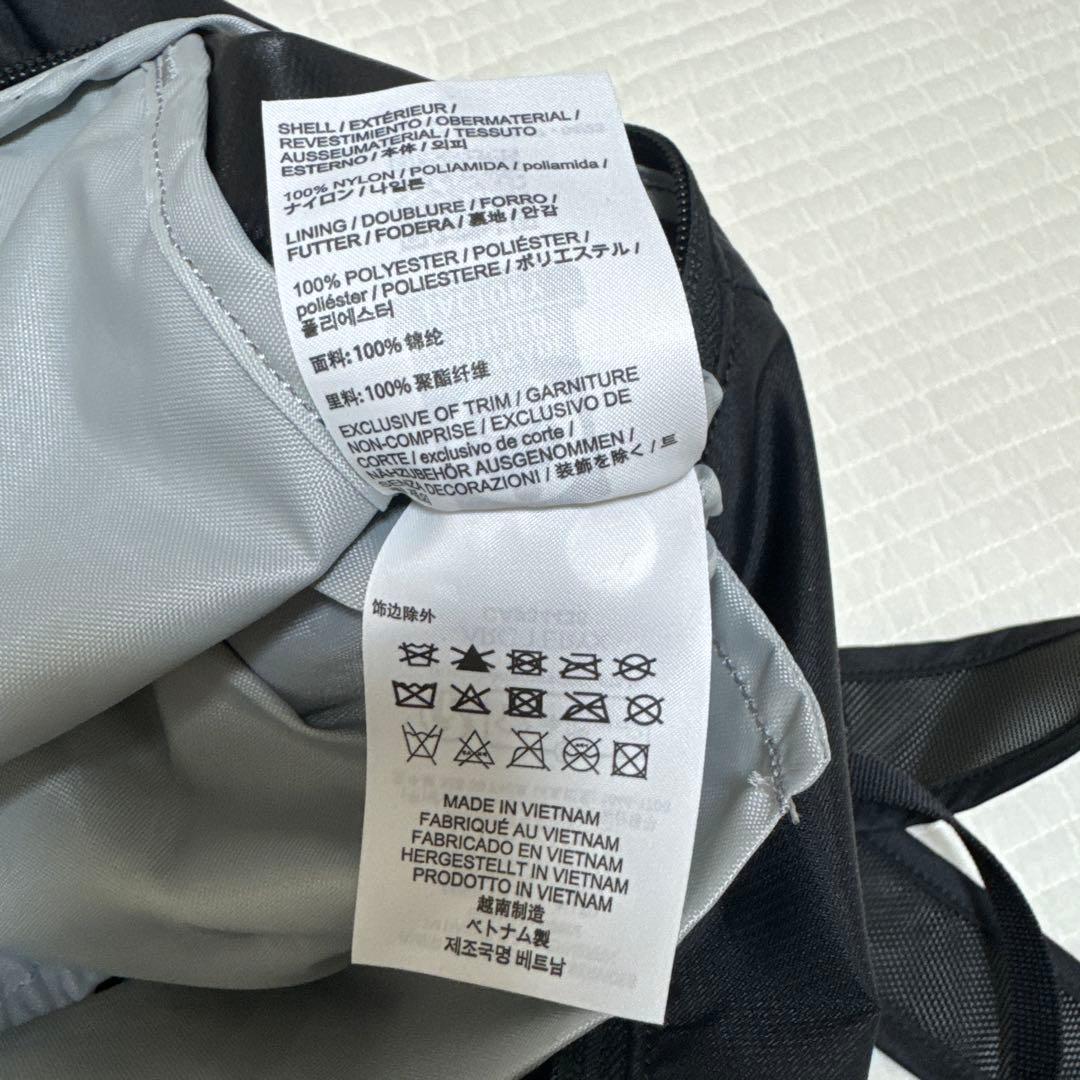 SHELL / EXTÉRIEUR /
REVESTIMIENTO / OBERMATERIAL /
AUSSEUMATERIAL / TESSUTO
ESTERNO / 本体 / 외피
100% NYLON / POLIAMIDA / poliamida /
ナイロン / 나일론
LINING / DOUBLURE / FORRO /
FUTTER / FODERA / 裏地 / 안감
100% POLYESTER / POLIÉSTER /
poliéster / POLIESTERE / ポリエステル /
폴리에스터
面料: 100% 锦纶
里料: 100% 聚酯纤维
EXCLUSIVE OF TRIM / GARNITURE
NON-COMPRISE / EXCLUSIVO DE
CORTE / exclusivo de corte /
NÄHZUBEHÖR AUSGENOMMEN /
SENZA DECORAZIONI / 装飾を除く / 트
饰边除外
MADE IN VIETNAM
FABRIQUÉ AU VIETNAM
FABRICADO EN VIETNAM
HERGESTELLT IN VIETNAM
PRODOTTO IN VIETNAM
越南制造
ベトナム製
제조국명 베트남